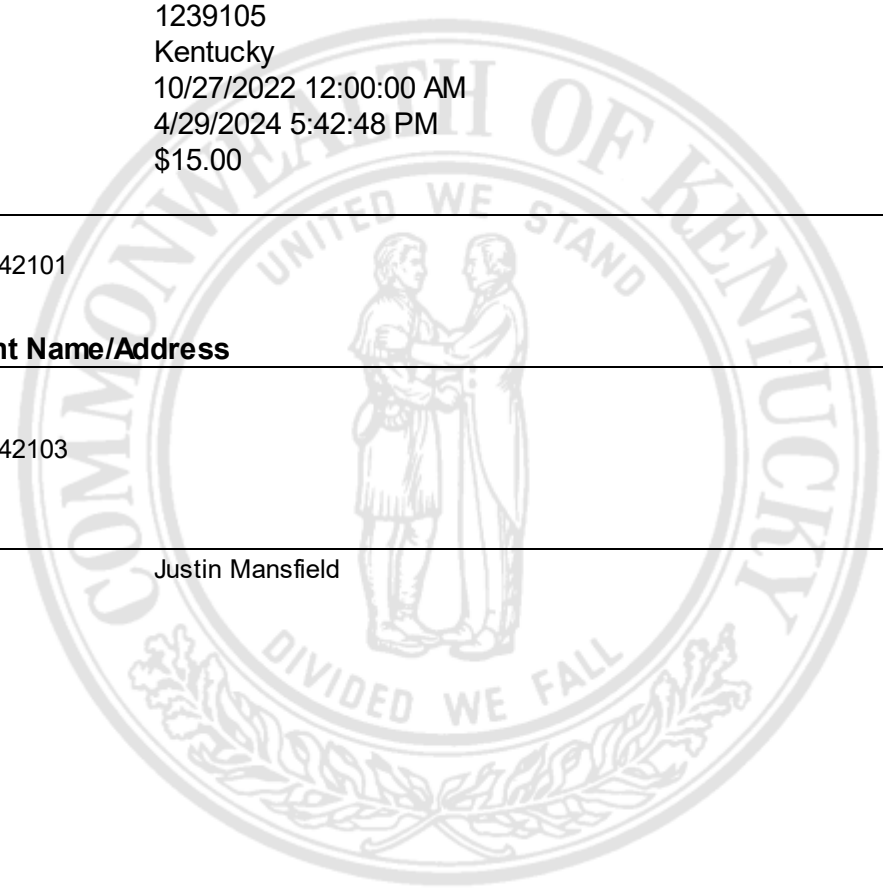 1239105
Kentucky
10/27/2022 12:00:00 AM
4/29/2024 5:42:48 PM
$15.00
COMMONWEALTH OF KENTUCKY
UNITED WE STAND
42101
nt Name/Address
42103
Justin Mansfield
DIVIDED WE FALL